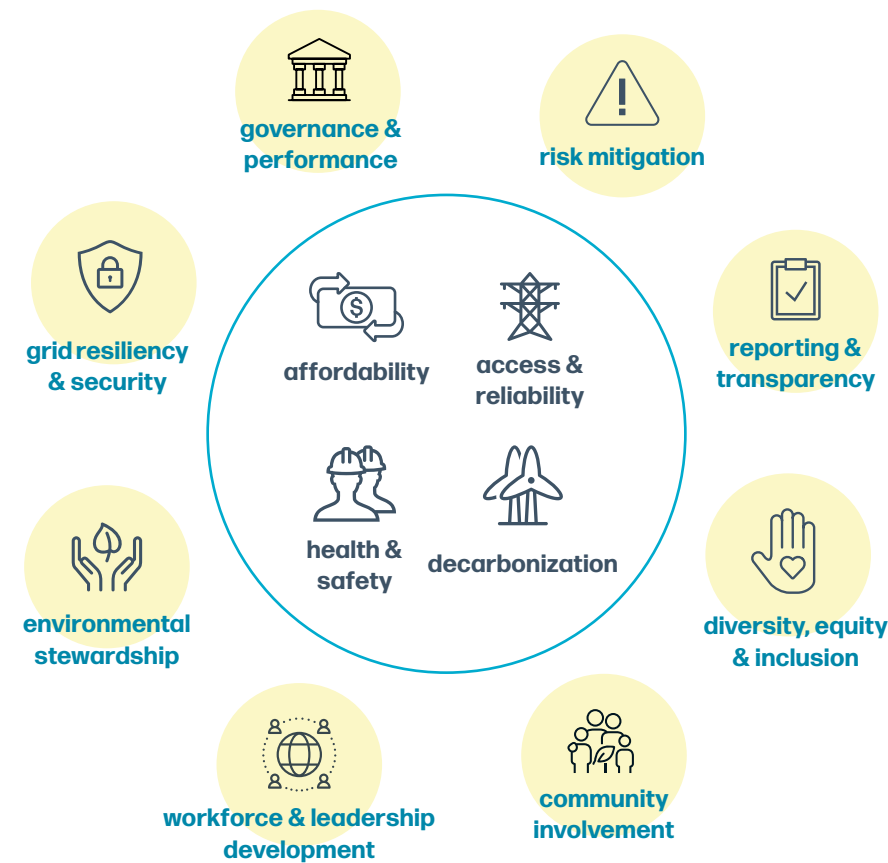 governance &
performance
risk mitigation
grid resiliency
& security
affordability
access &
reliability
reporting &
transparency
health &
safety
decarbonization
environmental
stewardship
diversity, equity
& inclusion
workforce & leadership
development
community
involvement
$